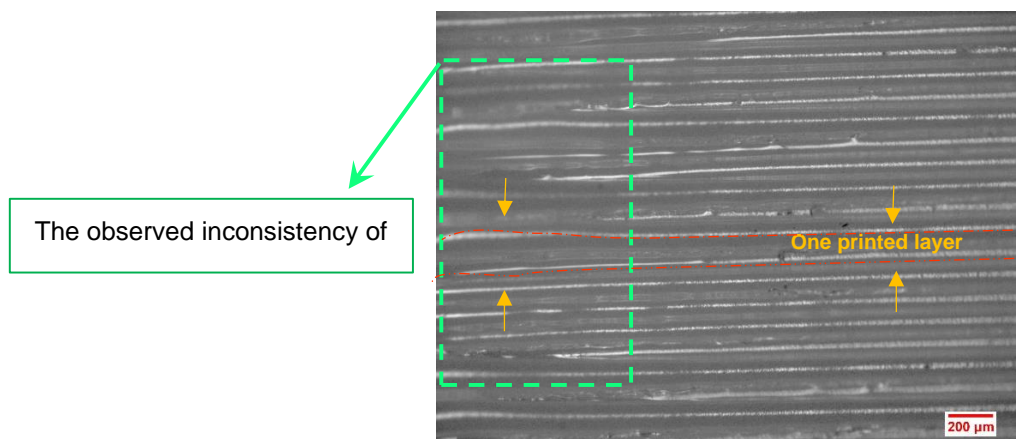 The observed inconsistency of
One printed layer
200 µm